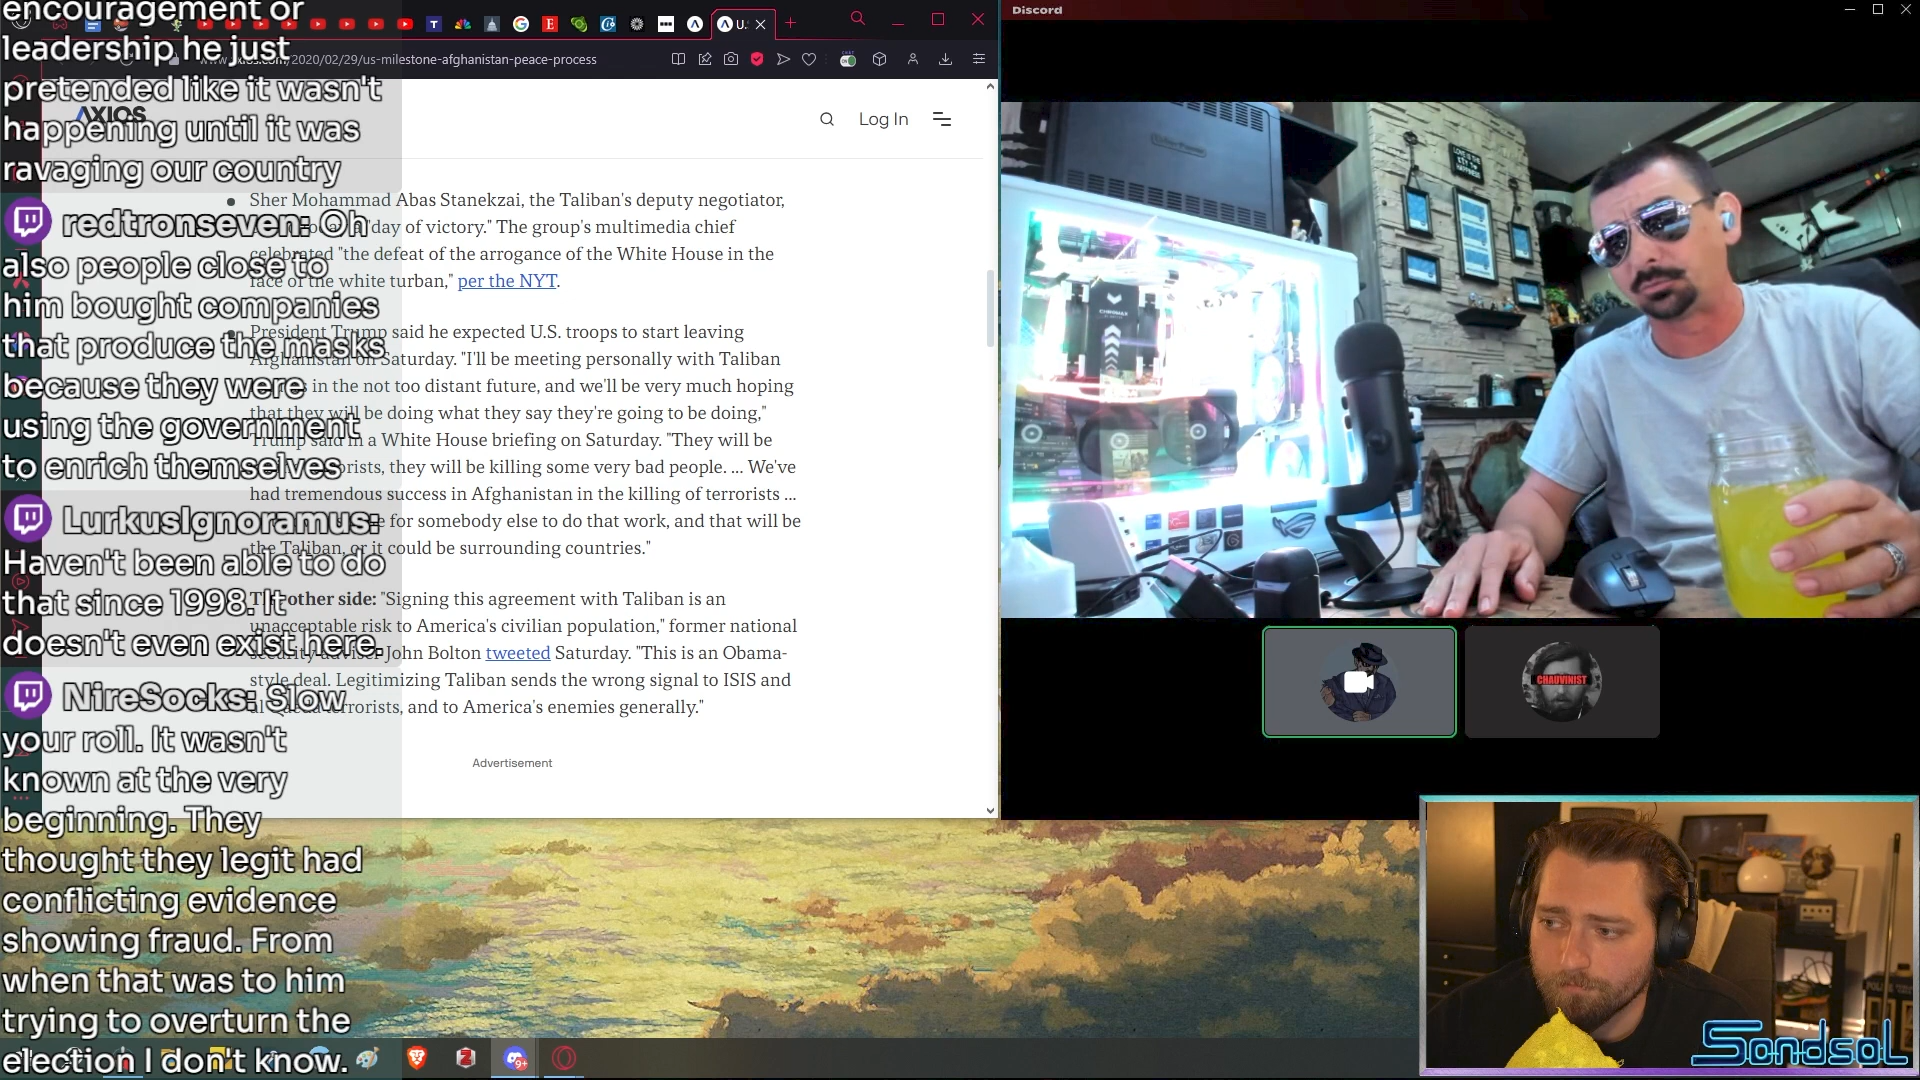 encouragement or
leadership he just
pretended like it wasn't
happening until it was
ravaging our country
redtronseven: Oh
also people close to
him bought companies
that produce the masks
because they were
using the government
to enrich themselves
LurkusIgnoramus:
Haven't been able to do
that since 1998. It
doesn't even exist here.
NireSocks: Slow
your roll. It wasn't
known at the very
beginning. They
thought they legit had
conflicting evidence
showing fraud. From
when that was to him
trying to overturn the
election I don't know.
U.
/2020/02/29/us-milestone-afghanistan-peace-process
AXIOS
Log In
Sher Mohammad Abas Stanekzai, the Taliban's deputy negotiator,
"day of victory." The group's multimedia chief
celebrated "the defeat of the arrogance of the White House in the
face of the white turban," per the NYT.
President Trump said he expected U.S. troops to start leaving
Afghanistan on Saturday. "I'll be meeting personally with Taliban
in the not too distant future, and we'll be very much hoping
that they will be doing what they say they're going to be doing,"
Trump said in a White House briefing on Saturday. "They will be
they will be killing some very bad people. ... We've
had tremendous success in Afghanistan in the killing of terrorists ...
for somebody else to do that work, and that will be
the Taliban, or it could be surrounding countries."
The other side: "Signing this agreement with Taliban is an
unacceptable risk to America's civilian population," former national
security adviser John Bolton tweeted Saturday. "This is an Obama-
style deal. Legitimizing Taliban sends the wrong signal to ISIS and
al Qaeda terrorists, and to America's enemies generally."
Advertisement
Discord
CHAUVINIST
Sondsol
9+